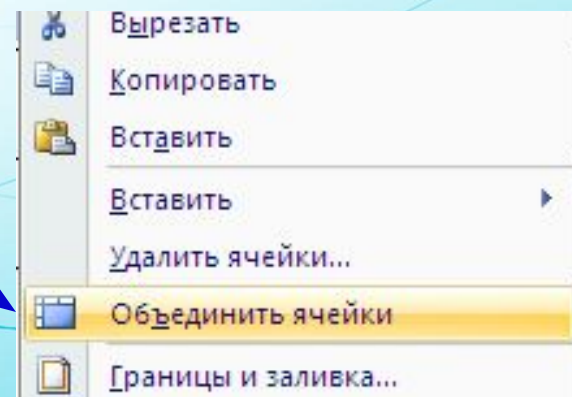 Вырезать
Копировать
Вставить
Вставить
Удалить ячейки...
Объединить ячейки
Границы и заливка...